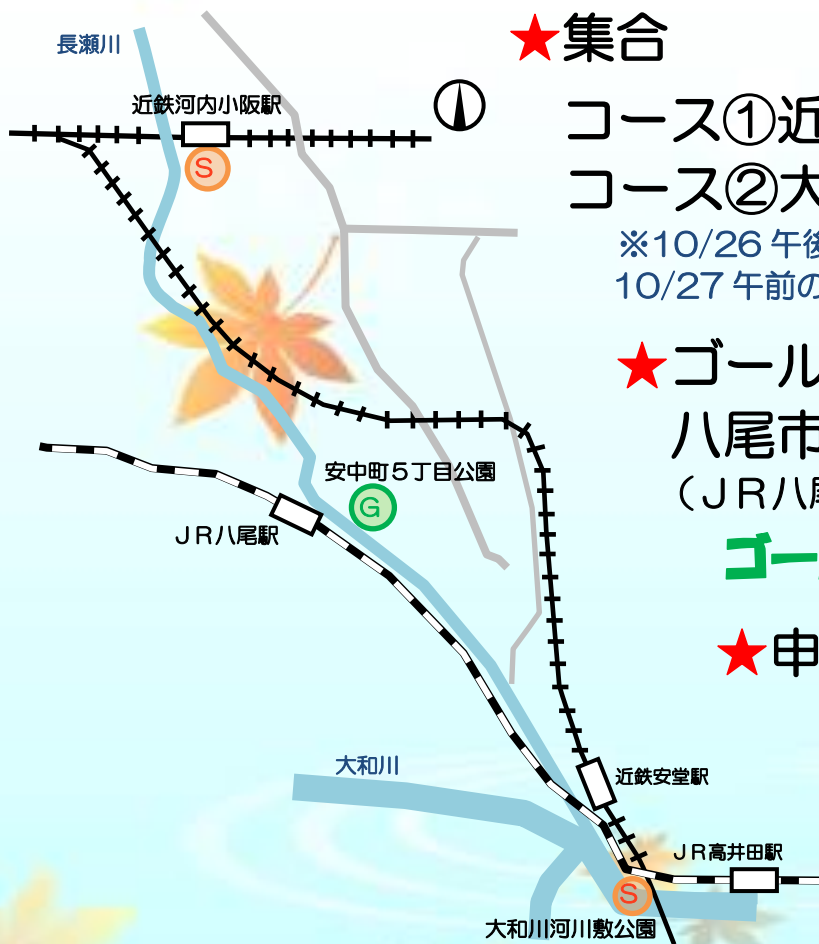 長瀬川
近鉄河内小阪駅
S
安中町５丁目公園
G
ＪＲ八尾駅
大和川
近鉄安堂駅
ＪＲ高井田駅
S
大和川河川敷公園
★集合
コース①近
コース②大
※10/26 午後
10/27 午前の
★ゴール
八尾市
（ＪＲ八尾
ゴー
★申